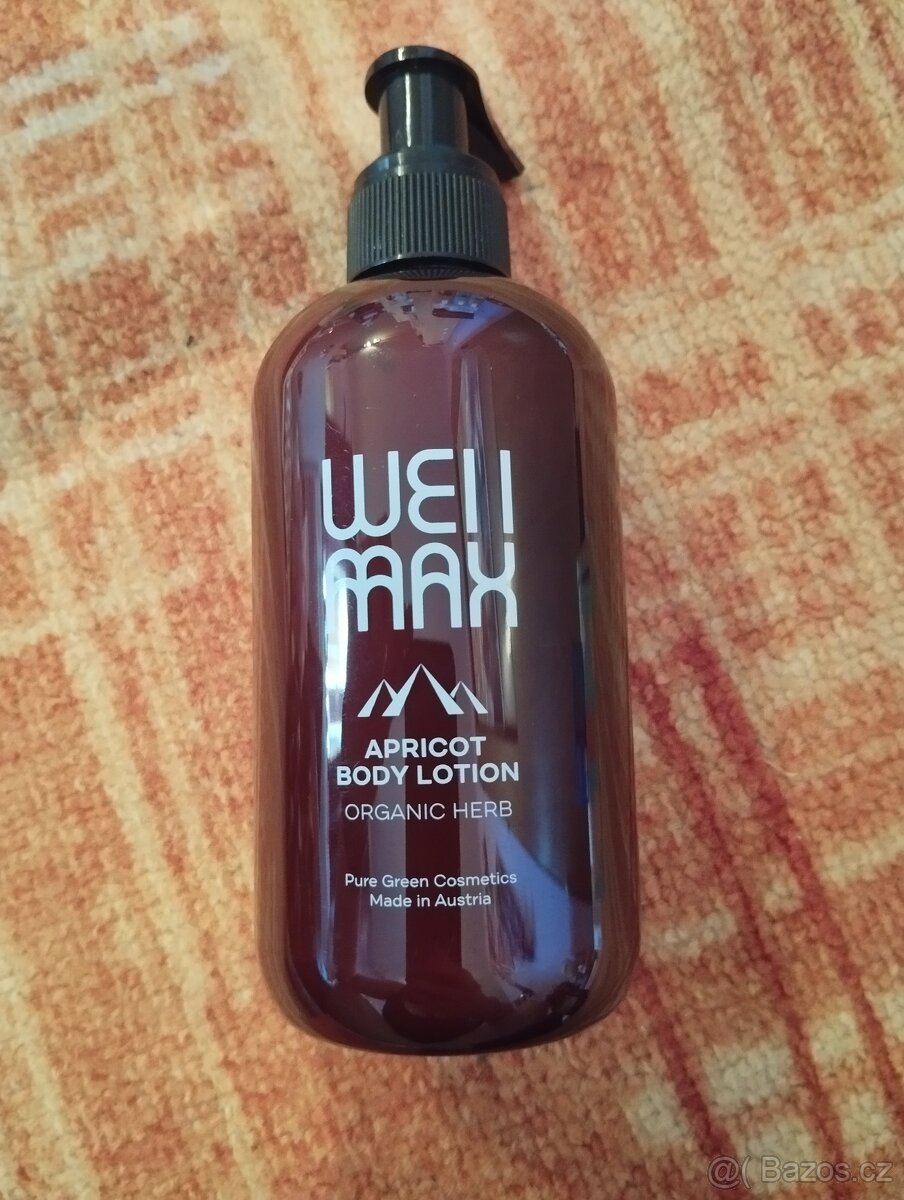 WEll
MAX
APRICOT
BODY LOTION
ORGANIC HERB
Pure Green Cosmetics
Made in Austria
@( Bazos.cz